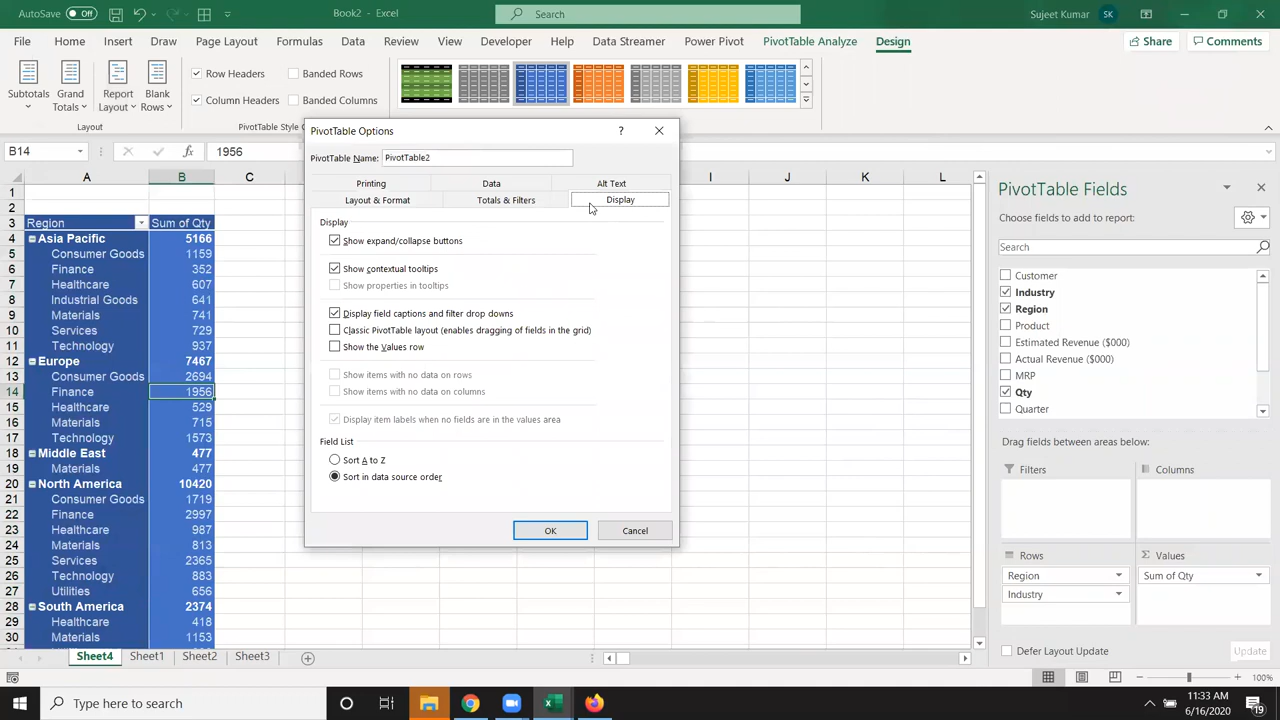 AutoSave Off Search Sujeet Kumar SK
File Home Insert Draw Page Layout Formulas Data Review View Developer Help Data Streamer Power Pivot PivotTable Analyze Design Share Comments
Row Headers Banded Rows
Subtotals Grand Totals Report Layout Blank Rows
Column Headers Banded Columns
Layout PivotTable Style O
B14 fx 1956
PivotTable Options ?
PivotTable Name: PivotTable2
Printing Data Alt Text
Layout & Format Totals & Filters Display
Display
Show expand/collapse buttons
Show contextual tooltips
Show properties in tooltips
Display field captions and filter drop downs
Classic PivotTable layout (enables dragging of fields in the grid)
Show the Values row
Show items with no data on rows
Show items with no data on columns
Display item labels when no fields are in the values area
Field List
Sort A to Z
Sort in data source order
OK Cancel
A B C I J K L
1
2
3 Region Sum of Qty
4 Asia Pacific 5166
5 Consumer Goods 1159
6 Finance 352
7 Healthcare 607
8 Industrial Goods 641
9 Materials 741
10 Services 729
11 Technology 937
12 Europe 7467
13 Consumer Goods 2694
14 Finance 1956
15 Healthcare 529
16 Materials 715
17 Technology 1573
18 Middle East 477
19 Materials 477
20 North America 10420
21 Consumer Goods 1719
22 Finance 2997
23 Healthcare 987
24 Materials 813
25 Services 2365
26 Technology 883
27 Utilities 656
28 South America 2374
29 Healthcare 418
30 Materials 1153
PivotTable Fields
Choose fields to add to report:
Search
Customer
Industry
Region
Product
Estimated Revenue ($000)
Actual Revenue ($000)
MRP
Qty
Quarter
Drag fields between areas below:
Filters Columns
Rows Values
Region Sum of Qty
Industry
Defer Layout Update Update
Sheet4 Sheet1 Sheet2 Sheet3
100%
Type here to search
11:33 AM
6/16/2020
19